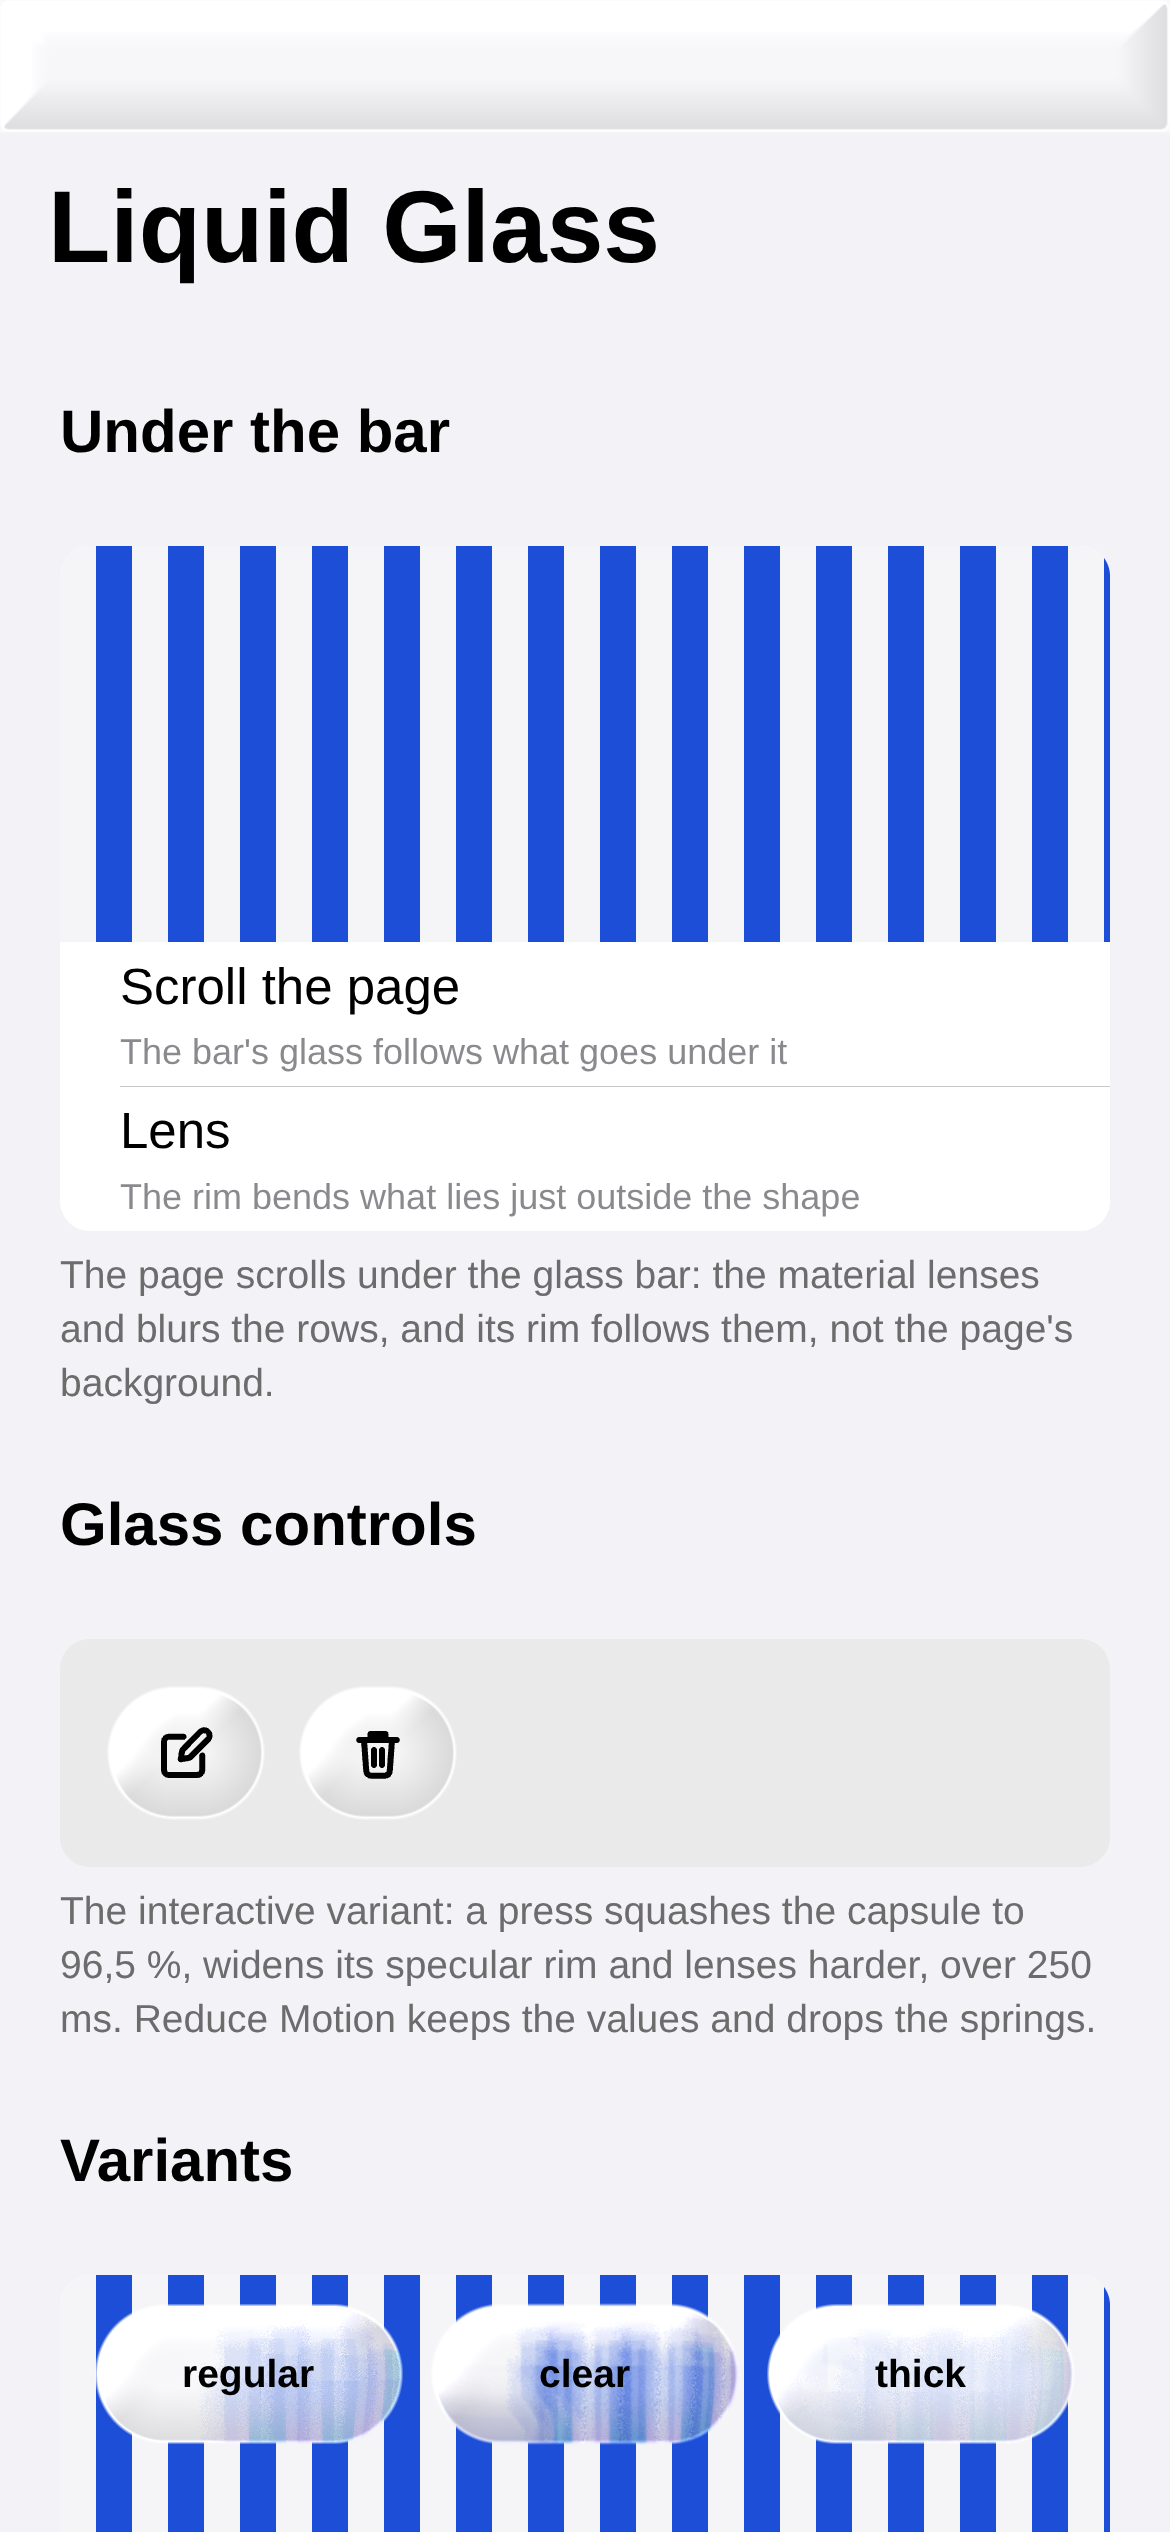 Liquid Glass
Under the bar
Scroll the page
The bar's glass follows what goes under it
Lens
The rim bends what lies just outside the shape
The page scrolls under the glass bar: the material lenses
and blurs the rows, and its rim follows them, not the page's
background.
Glass controls
The interactive variant: a press squashes the capsule to
96,5 %, widens its specular rim and lenses harder, over 250
ms. Reduce Motion keeps the values and drops the springs.
Variants
regular
clear
thick